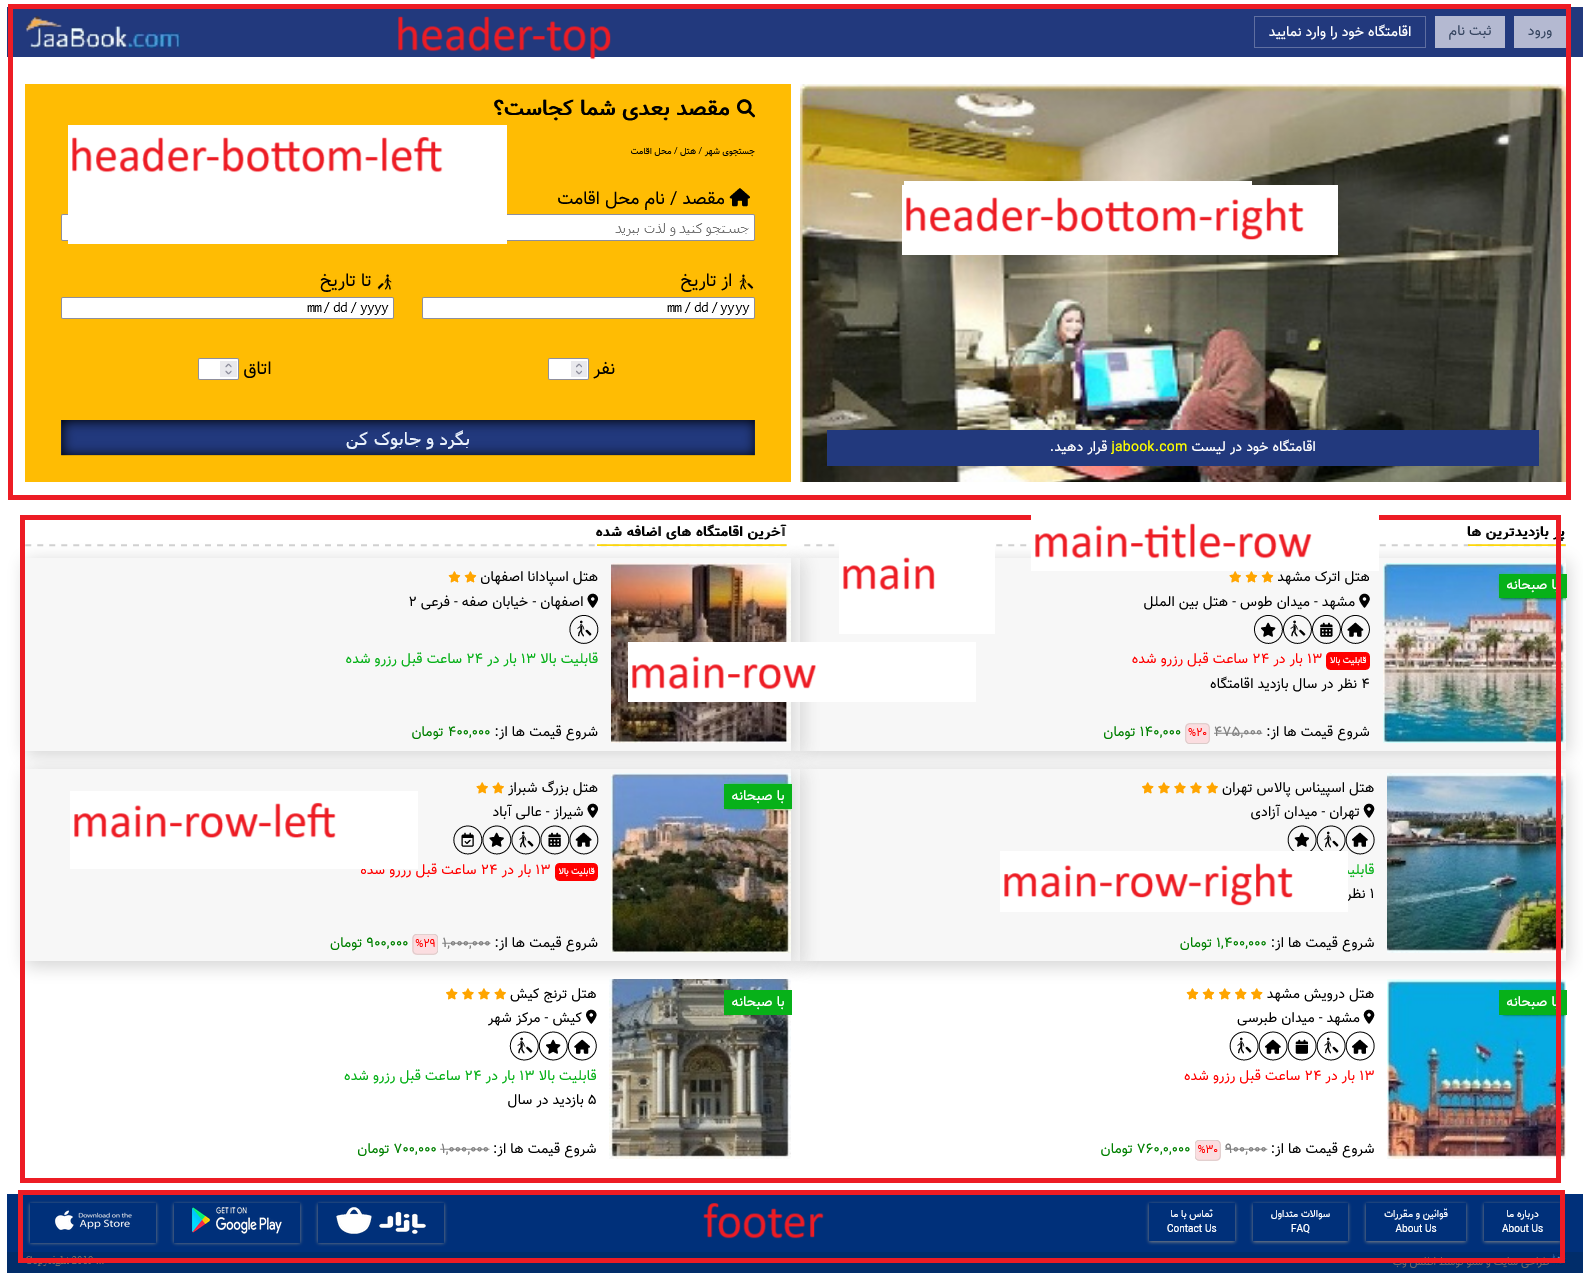 JaaBook.com
header-top
اقامتگاه خود را وارد نمایید
ثبت نام
ورود
مقصد بعدی شما کجاست؟
header-bottom-left
جستجوی شهر / هتل / محل اقامت
مقصد / نام محل اقامت
جستجو کنید و لذت ببرید
از تاریخ
تا تاریخ
mm / dd / yyyy
mm / dd / yyyy
نفر
اتاق
بگرد و جابوک کن
header-bottom-right
اقامتگاه خود در لیست jabook.com قرار دهید.
پر بازدیدترین ها
main-title-row
آخرین اقامتگاه های اضافه شده
main
با صبحانه
هتل اترک مشهد
مشهد - میدان طوس - هتل بین الملل
قابلیت بالا ۱۳ بار در ۲۴ ساعت قبل رزرو شده
۴ نظر در سال بازدید اقامتگاه
شروع قیمت ها از: ۴۷۵,۰۰۰ %۲۰ ۱۴۰,۰۰۰ تومان
هتل اسپادانا اصفهان
اصفهان - خیابان صفه - فرعی ۲
قابلیت بالا ۱۳ بار در ۲۴ ساعت قبل رزرو شده
main-row
شروع قیمت ها از: ۴۰۰,۰۰۰ تومان
هتل اسپیناس پالاس تهران
تهران - میدان آزادی
main-row-right
۱ نظر
شروع قیمت ها از: ۱,۴۰۰,۰۰۰ تومان
با صبحانه
هتل بزرگ شیراز
شیراز - عالی آباد
main-row-left
قابلیت بالا ۱۳ بار در ۲۴ ساعت قبل رزرو شده
شروع قیمت ها از: ۱,۰۰۰,۰۰۰ %۲۹ ۹۰۰,۰۰۰ تومان
با صبحانه
هتل درویش مشهد
مشهد - میدان طبرسی
۱۳ بار در ۲۴ ساعت قبل رزرو شده
شروع قیمت ها از: ۹۰۰,۰۰۰ %۳۰ ۷۶۰,۰,۰۰۰ تومان
با صبحانه
هتل ترنج کیش
کیش - مرکز شهر
قابلیت بالا ۱۳ بار در ۲۴ ساعت قبل رزرو شده
۵ بازدید در سال
شروع قیمت ها از: ۱,۰۰۰,۰۰۰ ۷۰۰,۰۰۰ تومان
footer
درباره ما
About Us
قوانین و مقررات
About Us
سوالات متداول
FAQ
تماس با ما
Contact Us
بازار
GET IT ON
Google Play
Download on the
App Store